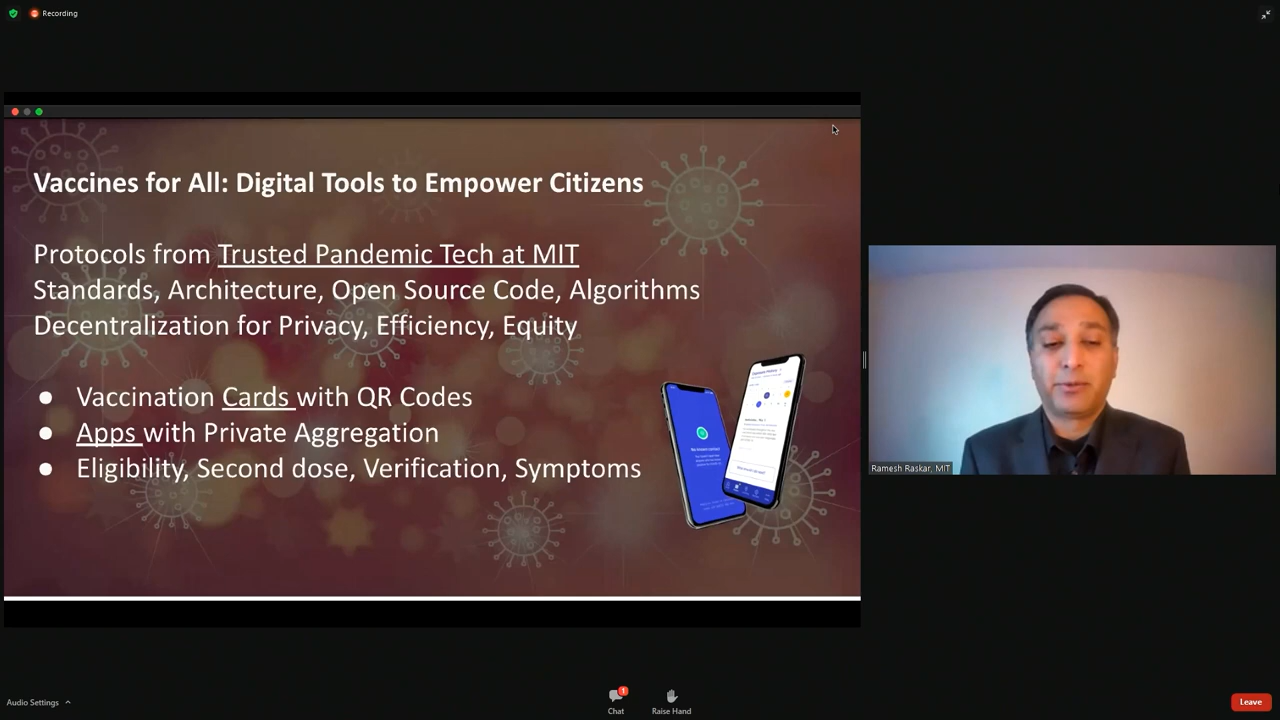 Recording
Vaccines for All: Digital Tools to Empower Citizens
Protocols from Trusted Pandemic Tech at MIT
Standards, Architecture, Open Source Code, Algorithms
Decentralization for Privacy, Efficiency, Equity
● Vaccination Cards with QR Codes
● Apps with Private Aggregation
● Eligibility, Second dose, Verification, Symptoms
Ramesh Raskar, MIT
Audio Settings
1
Chat
Raise Hand
Leave